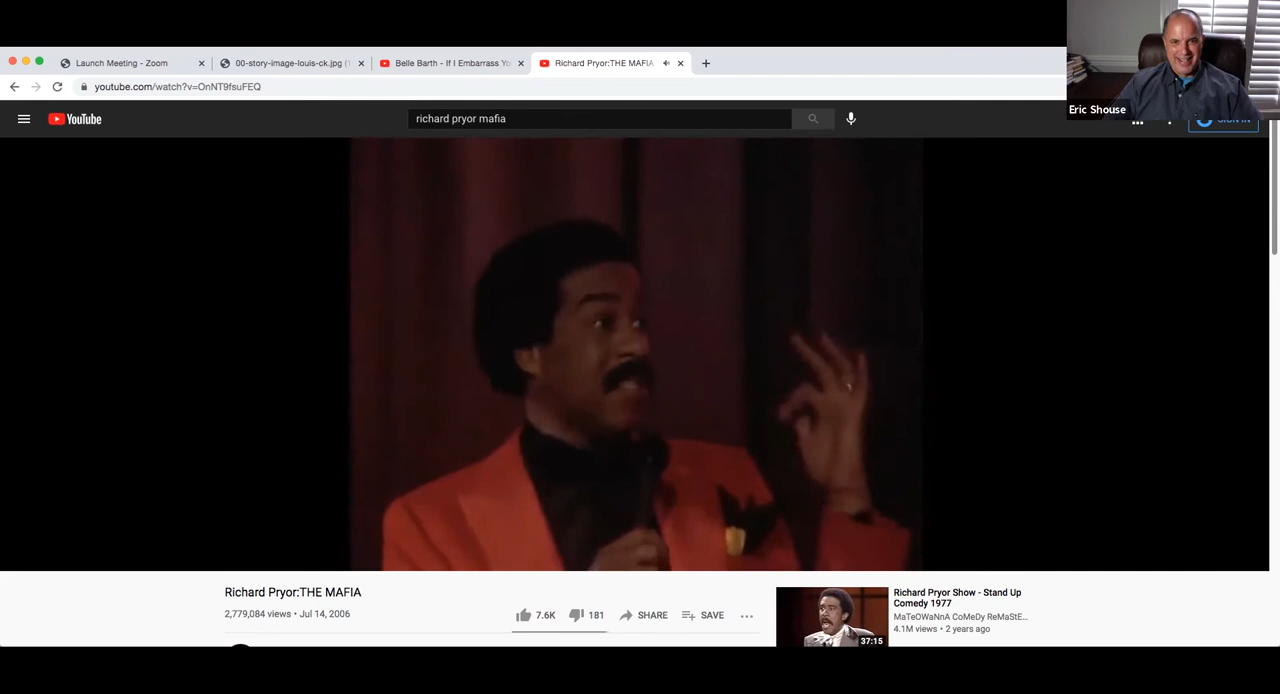 Launch Meeting - Zoom
00-story-image-louis-ck.jpg (1
Belle Barth - If I Embarrass Yo
Richard Pryor:THE MAFIA
youtube.com/watch?v=OnNT9fsuFEQ
Eric Shouse
YouTube
richard pryor mafia
SIGN IN
Richard Pryor:THE MAFIA
2,779,084 views • Jul 14, 2006
7.6K
181
SHARE
SAVE
Richard Pryor Show - Stand Up
Comedy 1977
MaTeOWaNnA CoMeDy ReMaStE...
4.1M views • 2 years ago
37:15